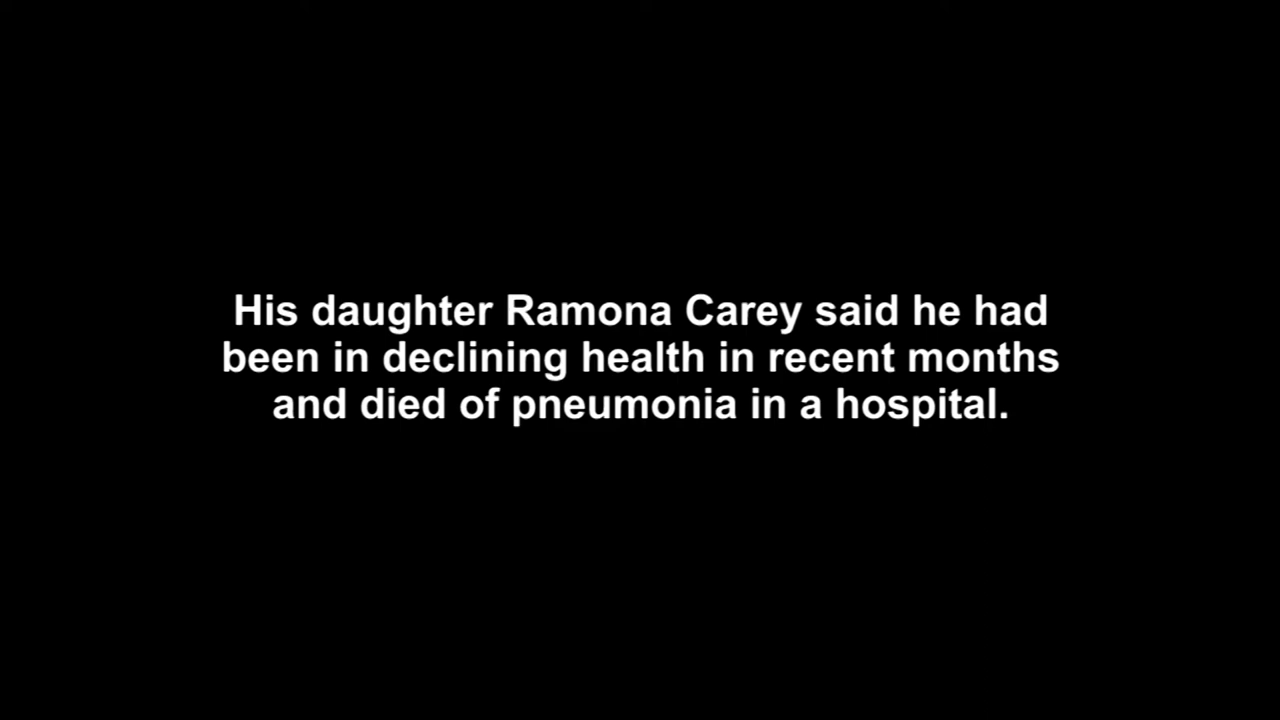 His daughter Ramona Carey said he had
been in declining health in recent months
and died of pneumonia in a hospital.